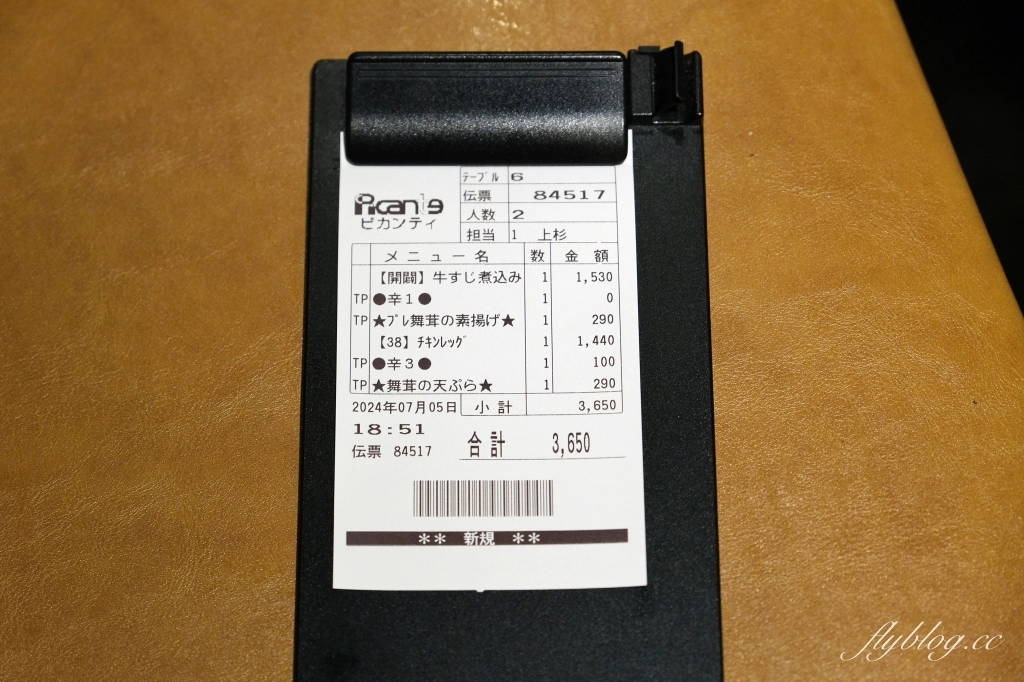 テーブル 6
伝票 84517
人数 2
担当 1 上杉
Picante
ピカンティ
メニュー名 数 金額
【開闢】牛すじ煮込み 1 1,530
TP ●辛1● 1 0
TP ★プレ舞茸の素揚げ★ 1 290
【38】チキンレッグ 1 1,440
TP ●辛3● 1 100
TP ★舞茸の天ぷら★ 1 290
2024年07月05日 小計 3,650
18:51
伝票 84517 合計 3,650
** 新規 **
flyblog.cc